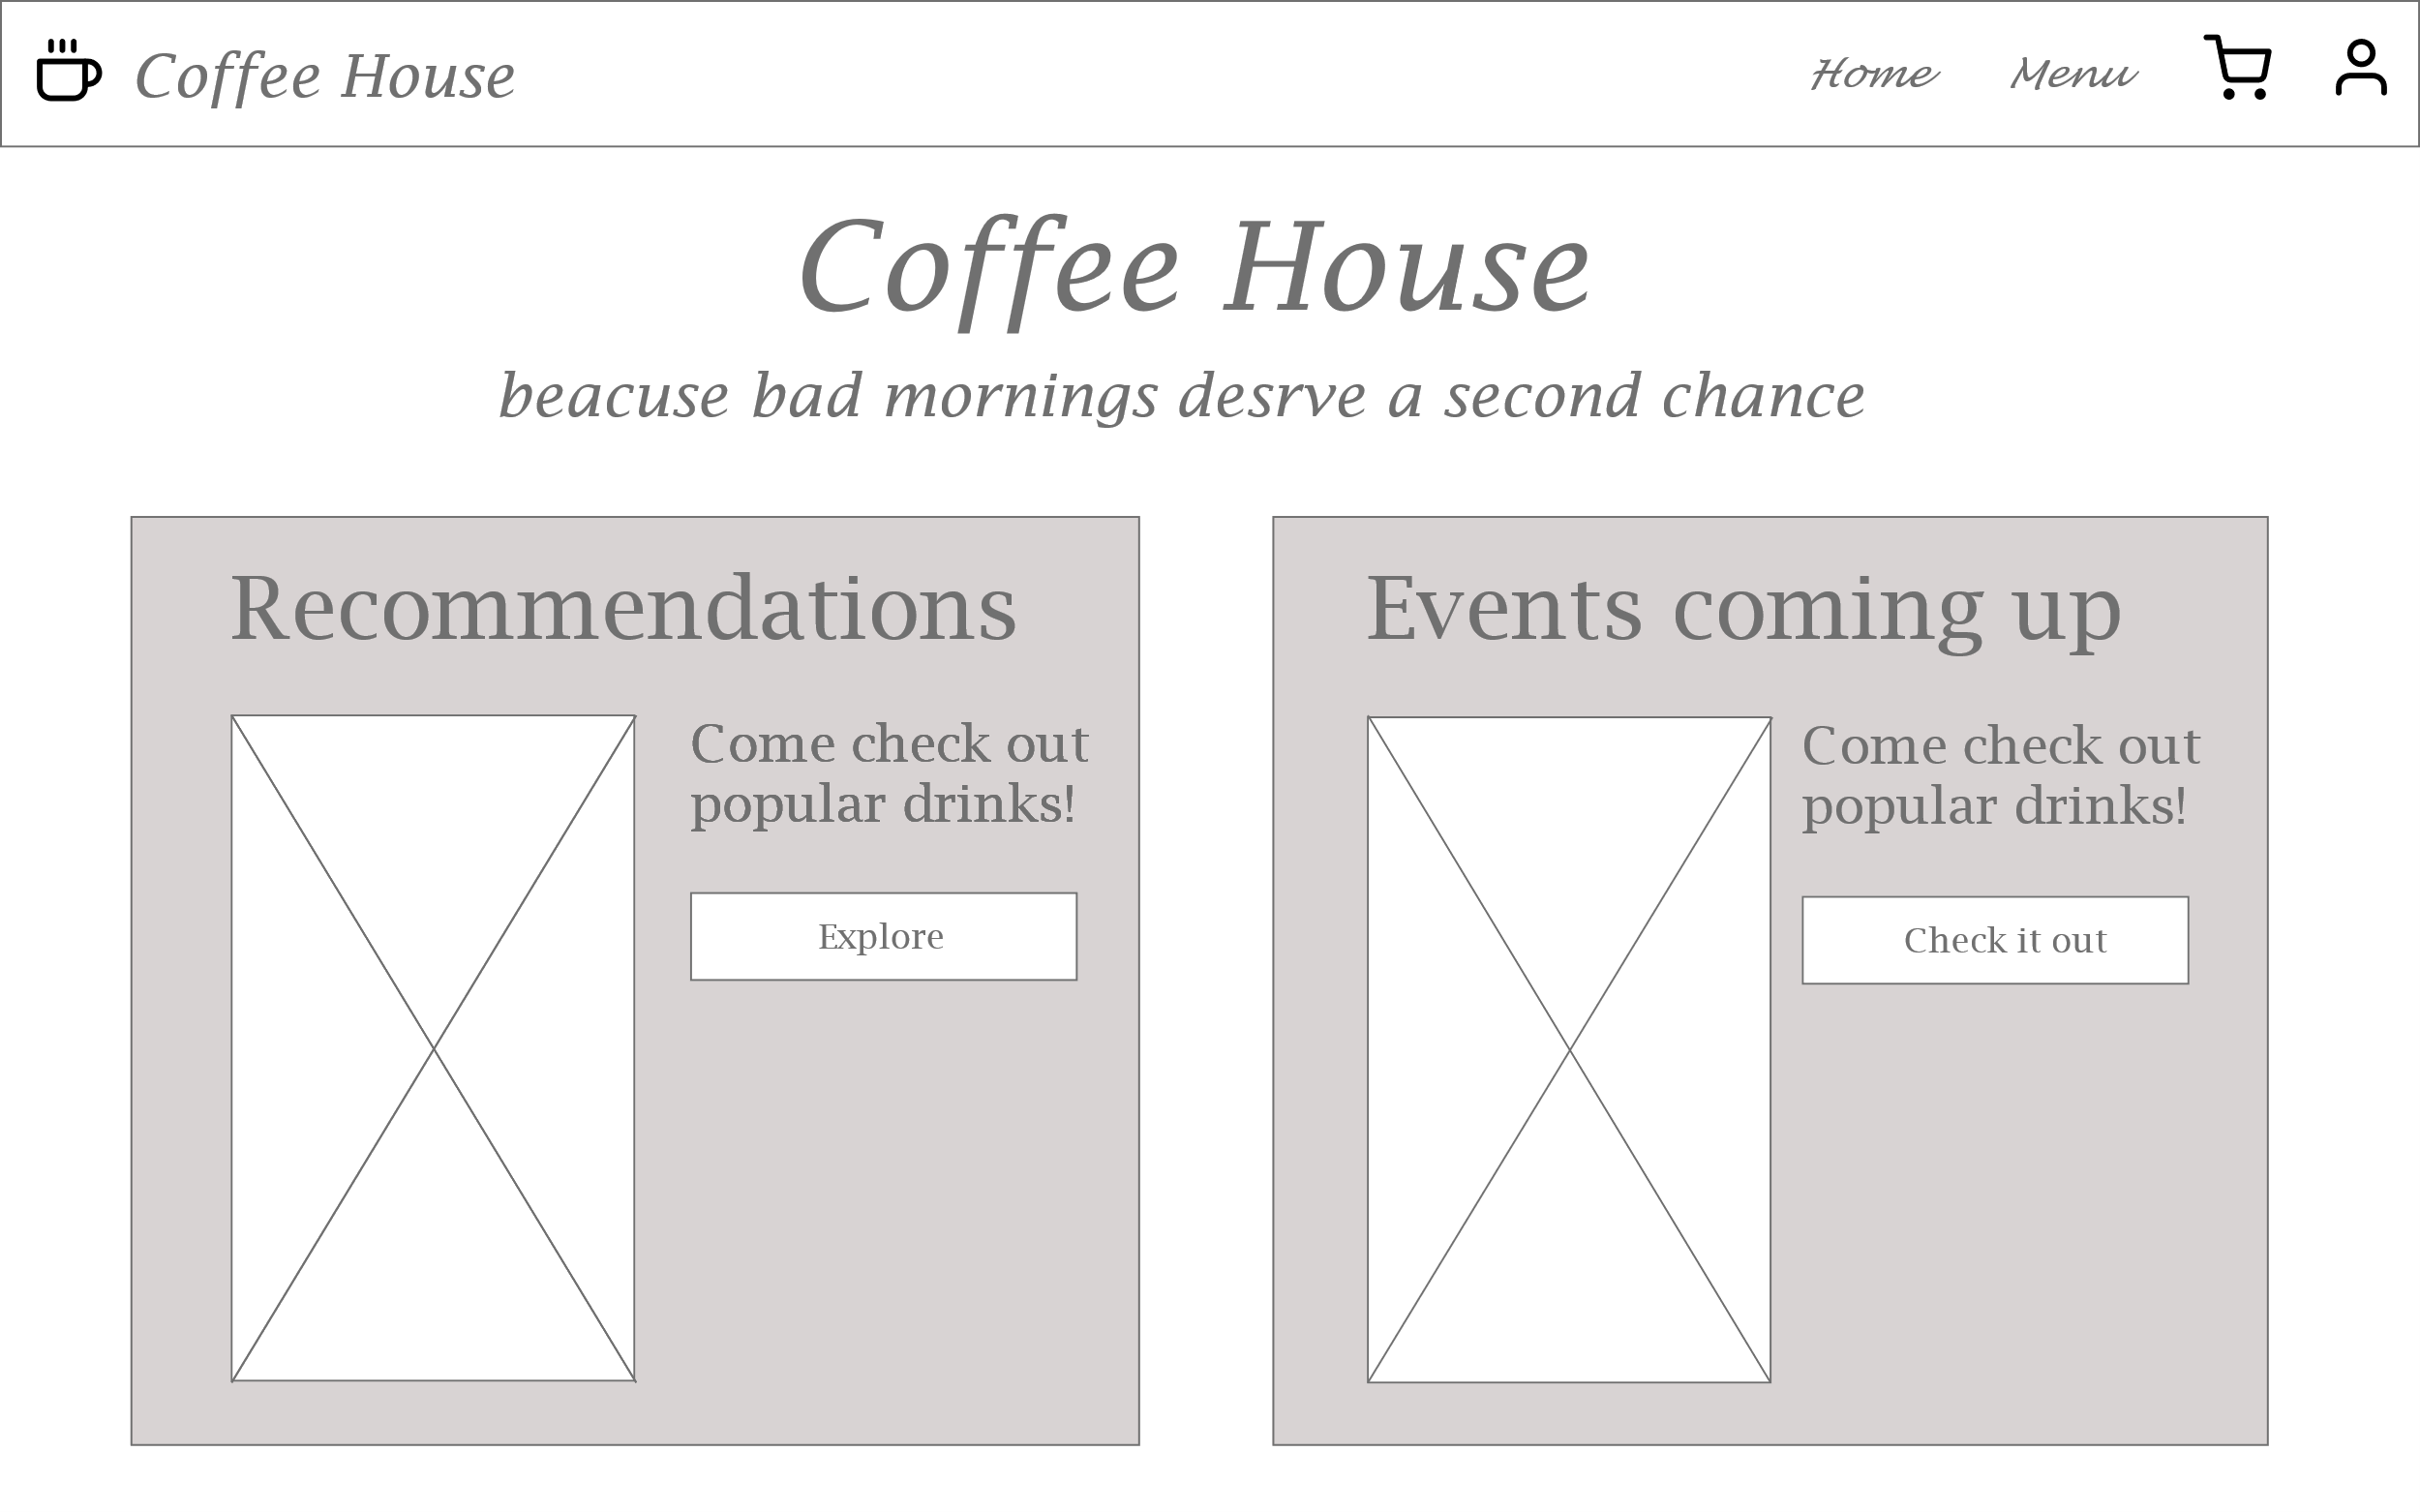 Coffee House
Home
Menu
Coffee House
beacuse bad mornings desrve a second chance
Recommendations
Come check out
popular drinks!
Explore
Events coming up
Come check out
popular drinks!
Check it out